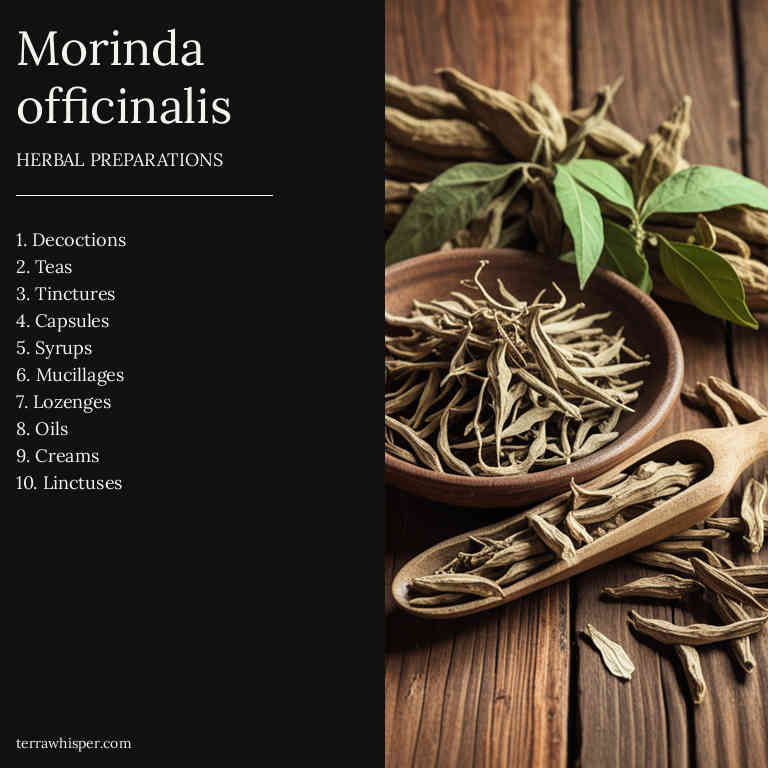 Morinda
officinalis
HERBAL PREPARATIONS
1. Decoctions
2. Teas
3. Tinctures
4. Capsules
5. Syrups
6. Mucillages
7. Lozenges
8. Oils
9. Creams
10. Linctuses
terrawhisper.com